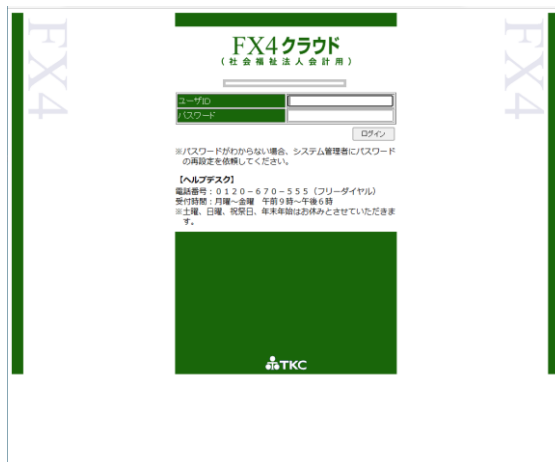 FX4
FX4
FX4クラウド
(社会福祉法人会計用)
ユーザID
パスワード
ログイン
※パスワードがわからない場合、システム管理者にパスワード
の再設定を依頼してください。
【ヘルプデスク】
電話番号:0120-670-555(フリーダイヤル)
受付時間:月曜~金曜 午前9時~午後6時
※土曜、日曜、祝祭日、年末年始はお休みとさせていただきま
す。
TKC